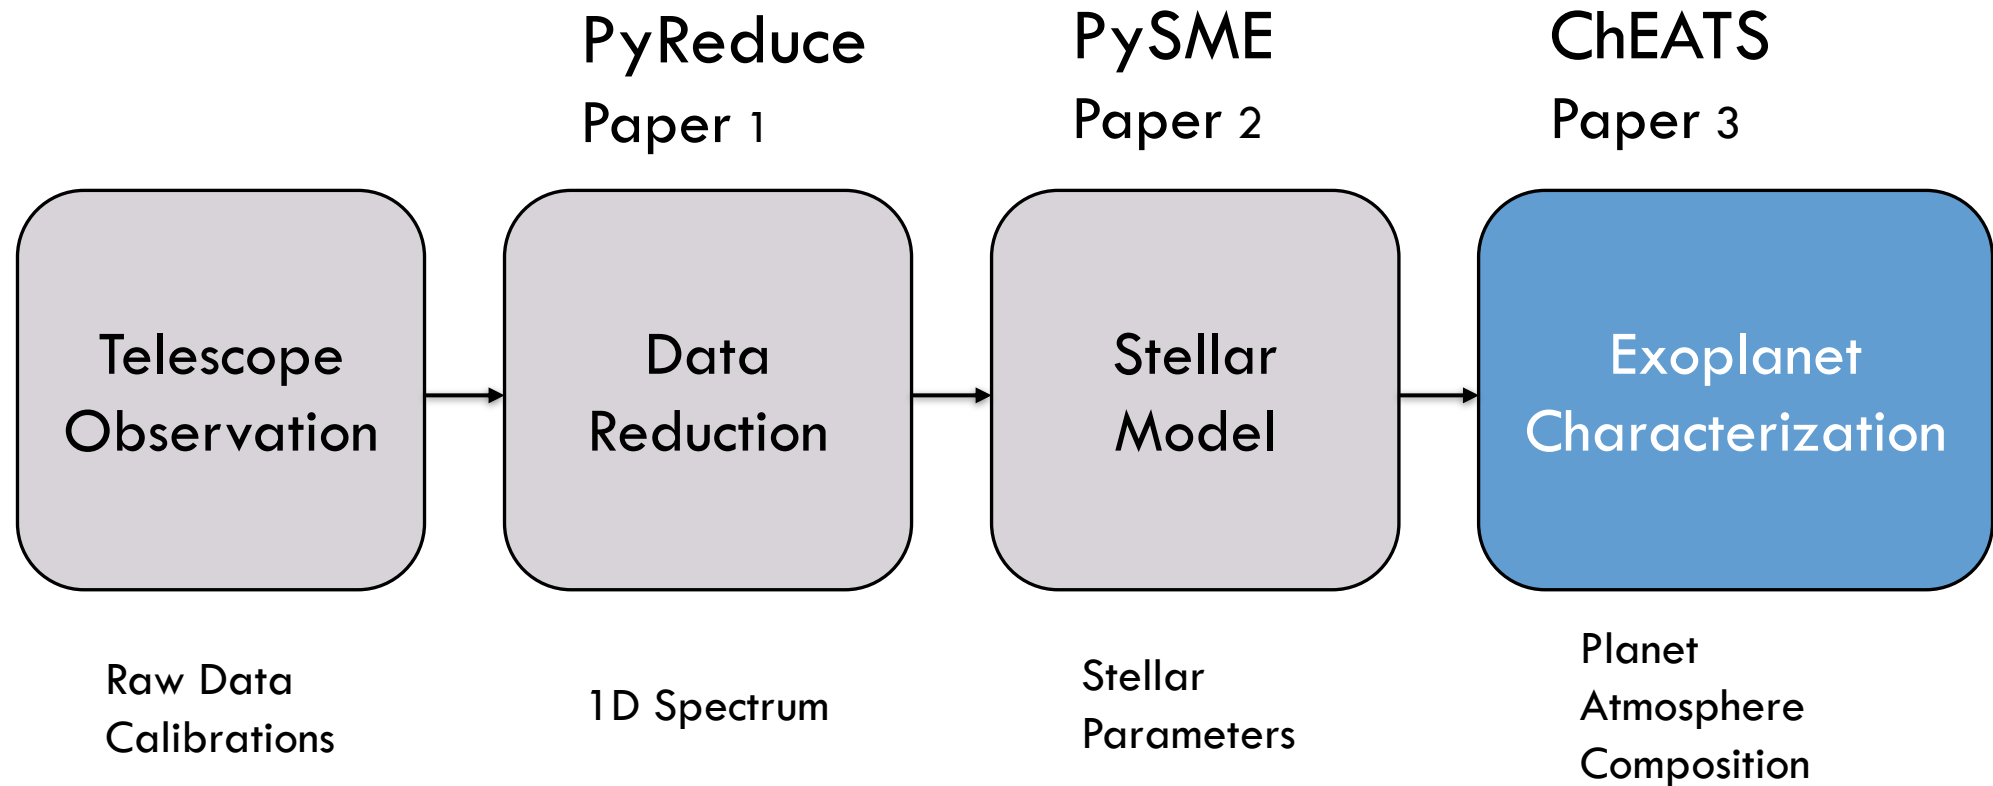 PyReduce
Paper 1
PySME
Paper 2
ChEATS
Paper 3
Telescope
Observation
Data
Reduction
Stellar
Model
Exoplanet
Characterization
Raw Data
Calibrations
1D Spectrum
Stellar
Parameters
Planet
Atmosphere
Composition